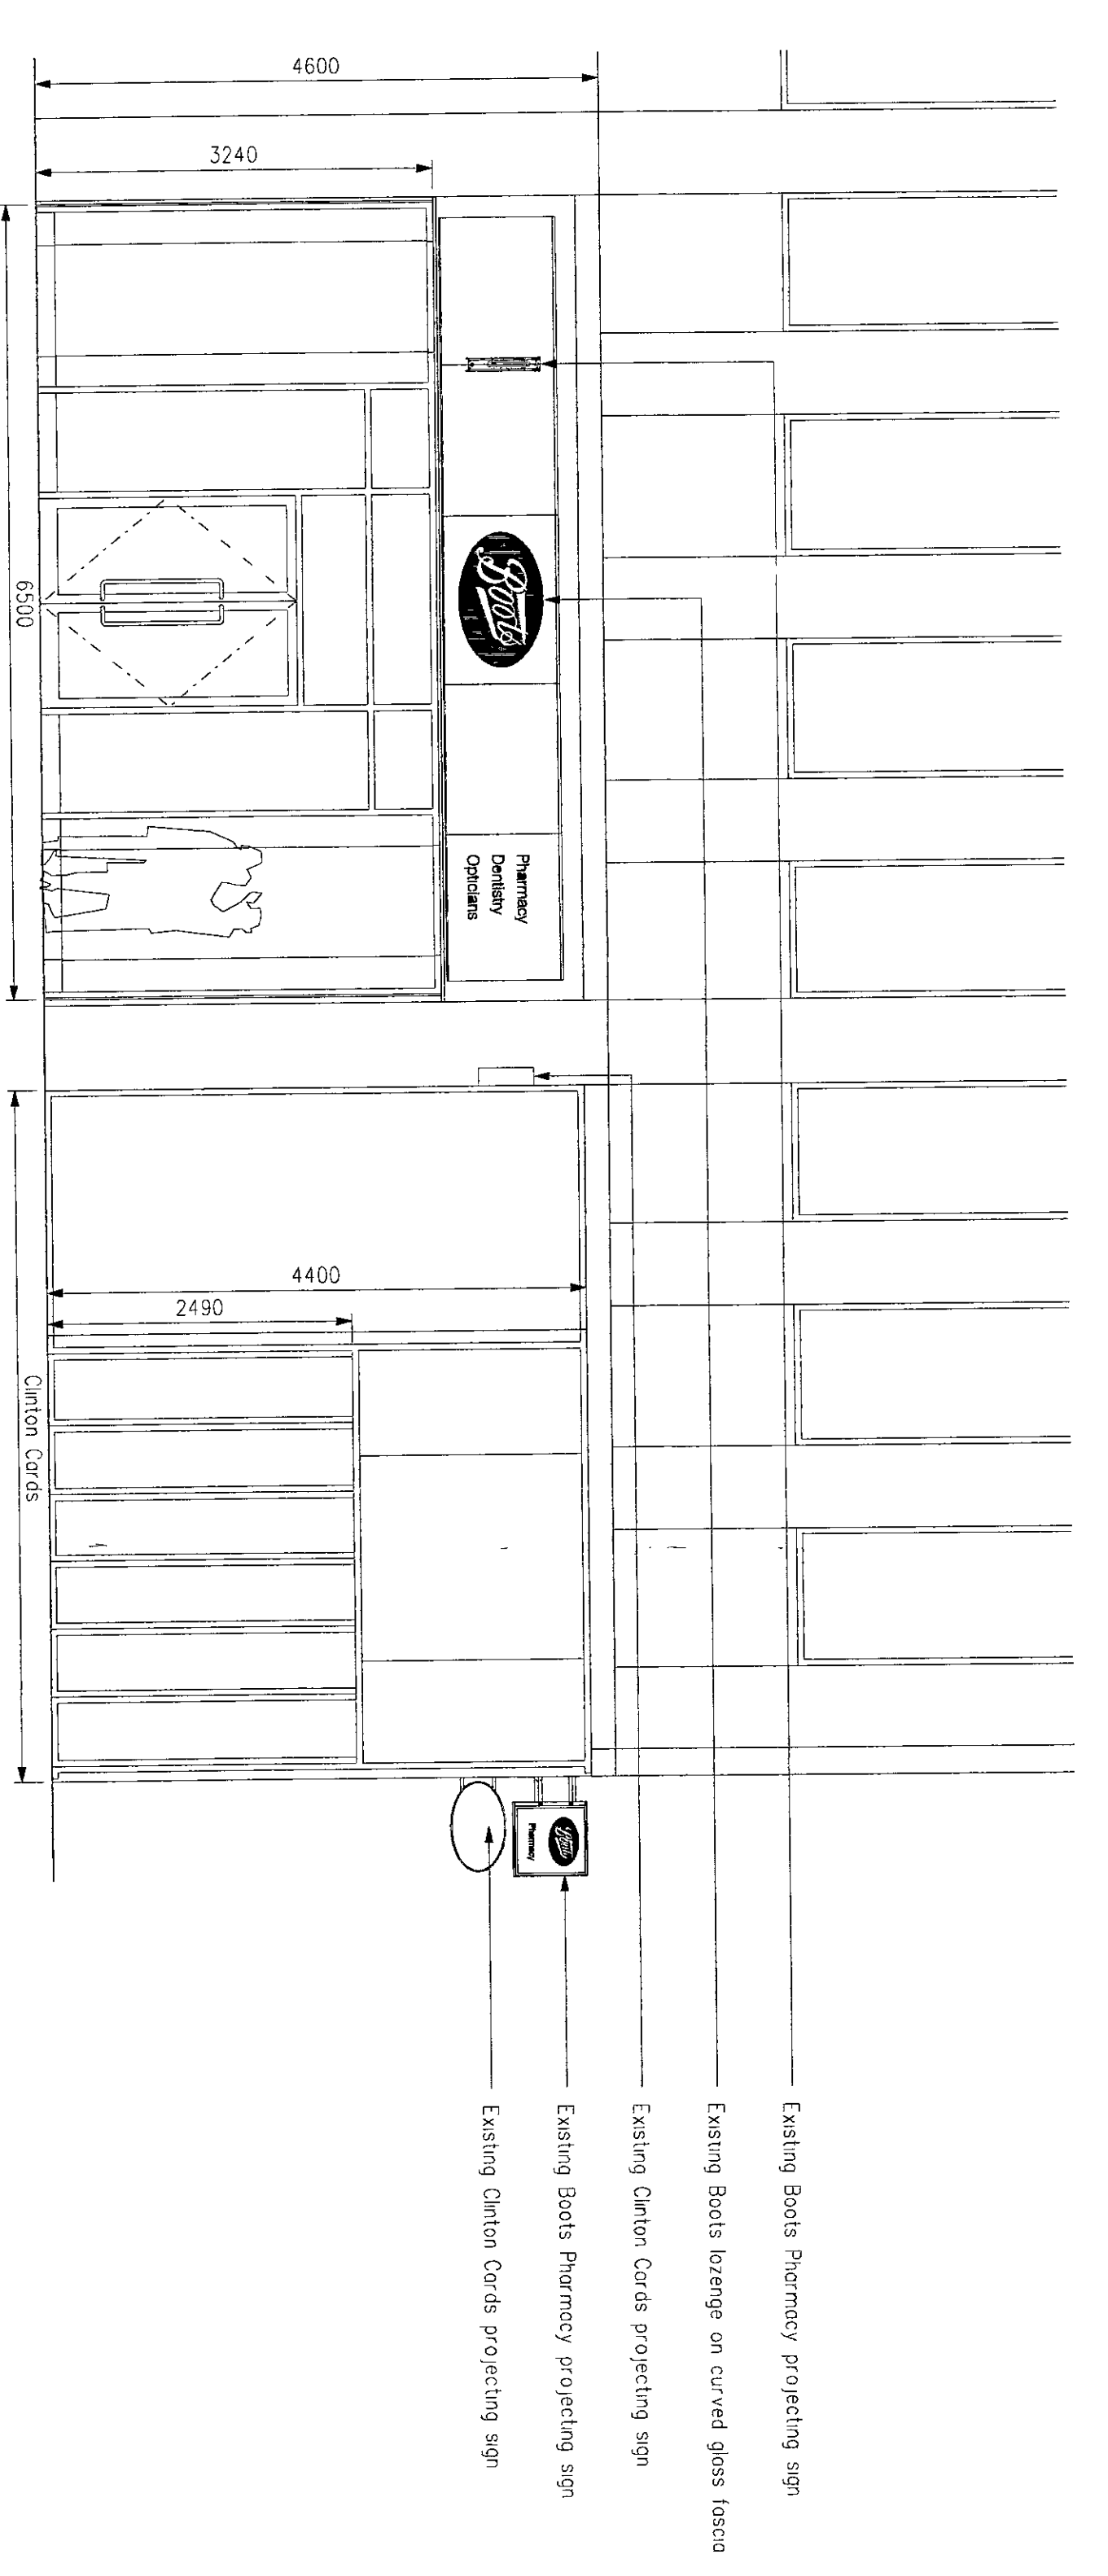 Existing Boots Pharmacy projecting sign
Existing Boots lozenge on curved glass fascia
Existing Clinton Cards projecting sign
Existing Boots Pharmacy projecting sign
Existing Clinton Cards projecting sign
4600
3240
Boots
Pharmacy
Dentistry
Opticians
6500
4400
2490
Clinton Cards
Boots
Pharmacy